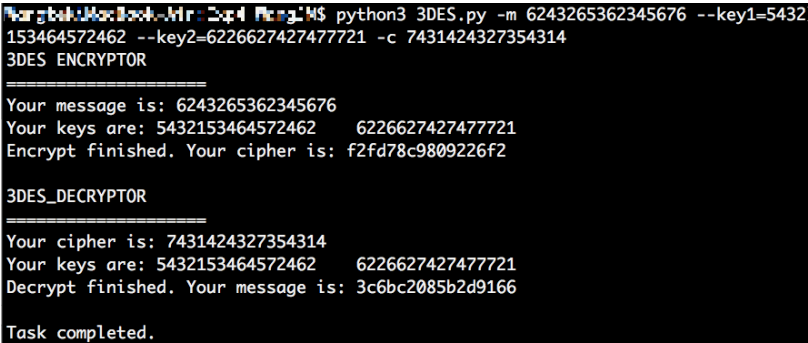 $ python3 3DES.py -m 6243265362345676 --key1=5432
153464572462 --key2=6226627427477721 -c 7431424327354314
3DES ENCRYPTOR
====================
Your message is: 6243265362345676
Your keys are: 5432153464572462    6226627427477721
Encrypt finished. Your cipher is: f2fd78c9809226f2
3DES_DECRYPTOR
====================
Your cipher is: 7431424327354314
Your keys are: 5432153464572462    6226627427477721
Decrypt finished. Your message is: 3c6bc2085b2d9166
Task completed.